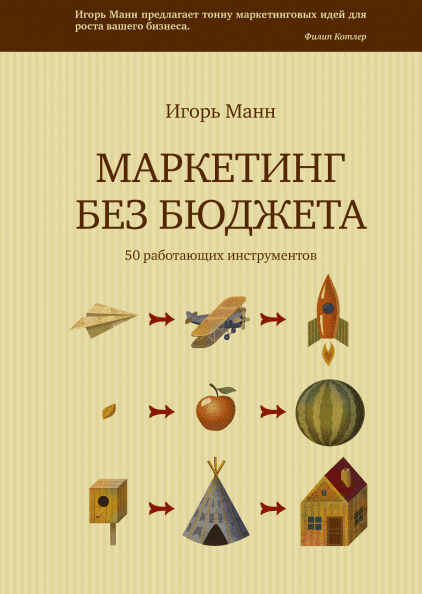 Игорь Манн предлагает тонну маркетинговых идей для
роста вашего бизнеса.
Филип Котлер
Игорь Манн
МАРКЕТИНГ
БЕЗ БЮДЖЕТА
50 работающих инструментов